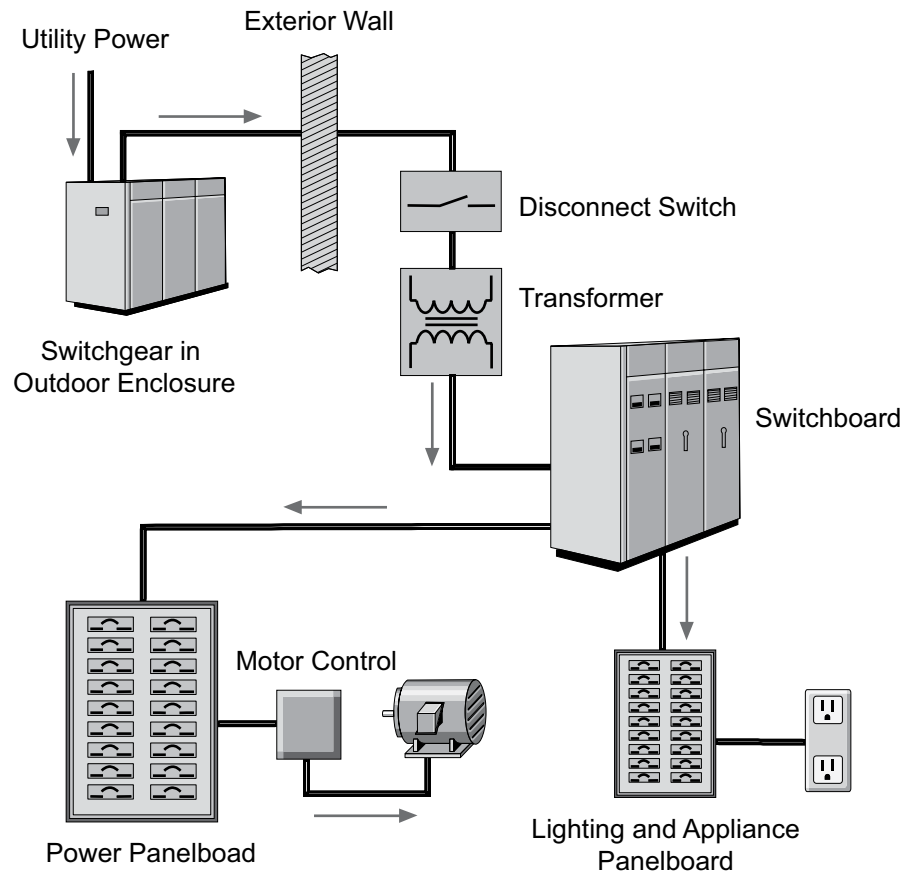 Utility Power
Exterior Wall
Disconnect Switch
Transformer
Switchgear in
Outdoor Enclosure
Switchboard
Motor Control
Power Panelboad
Lighting and Appliance
Panelboard